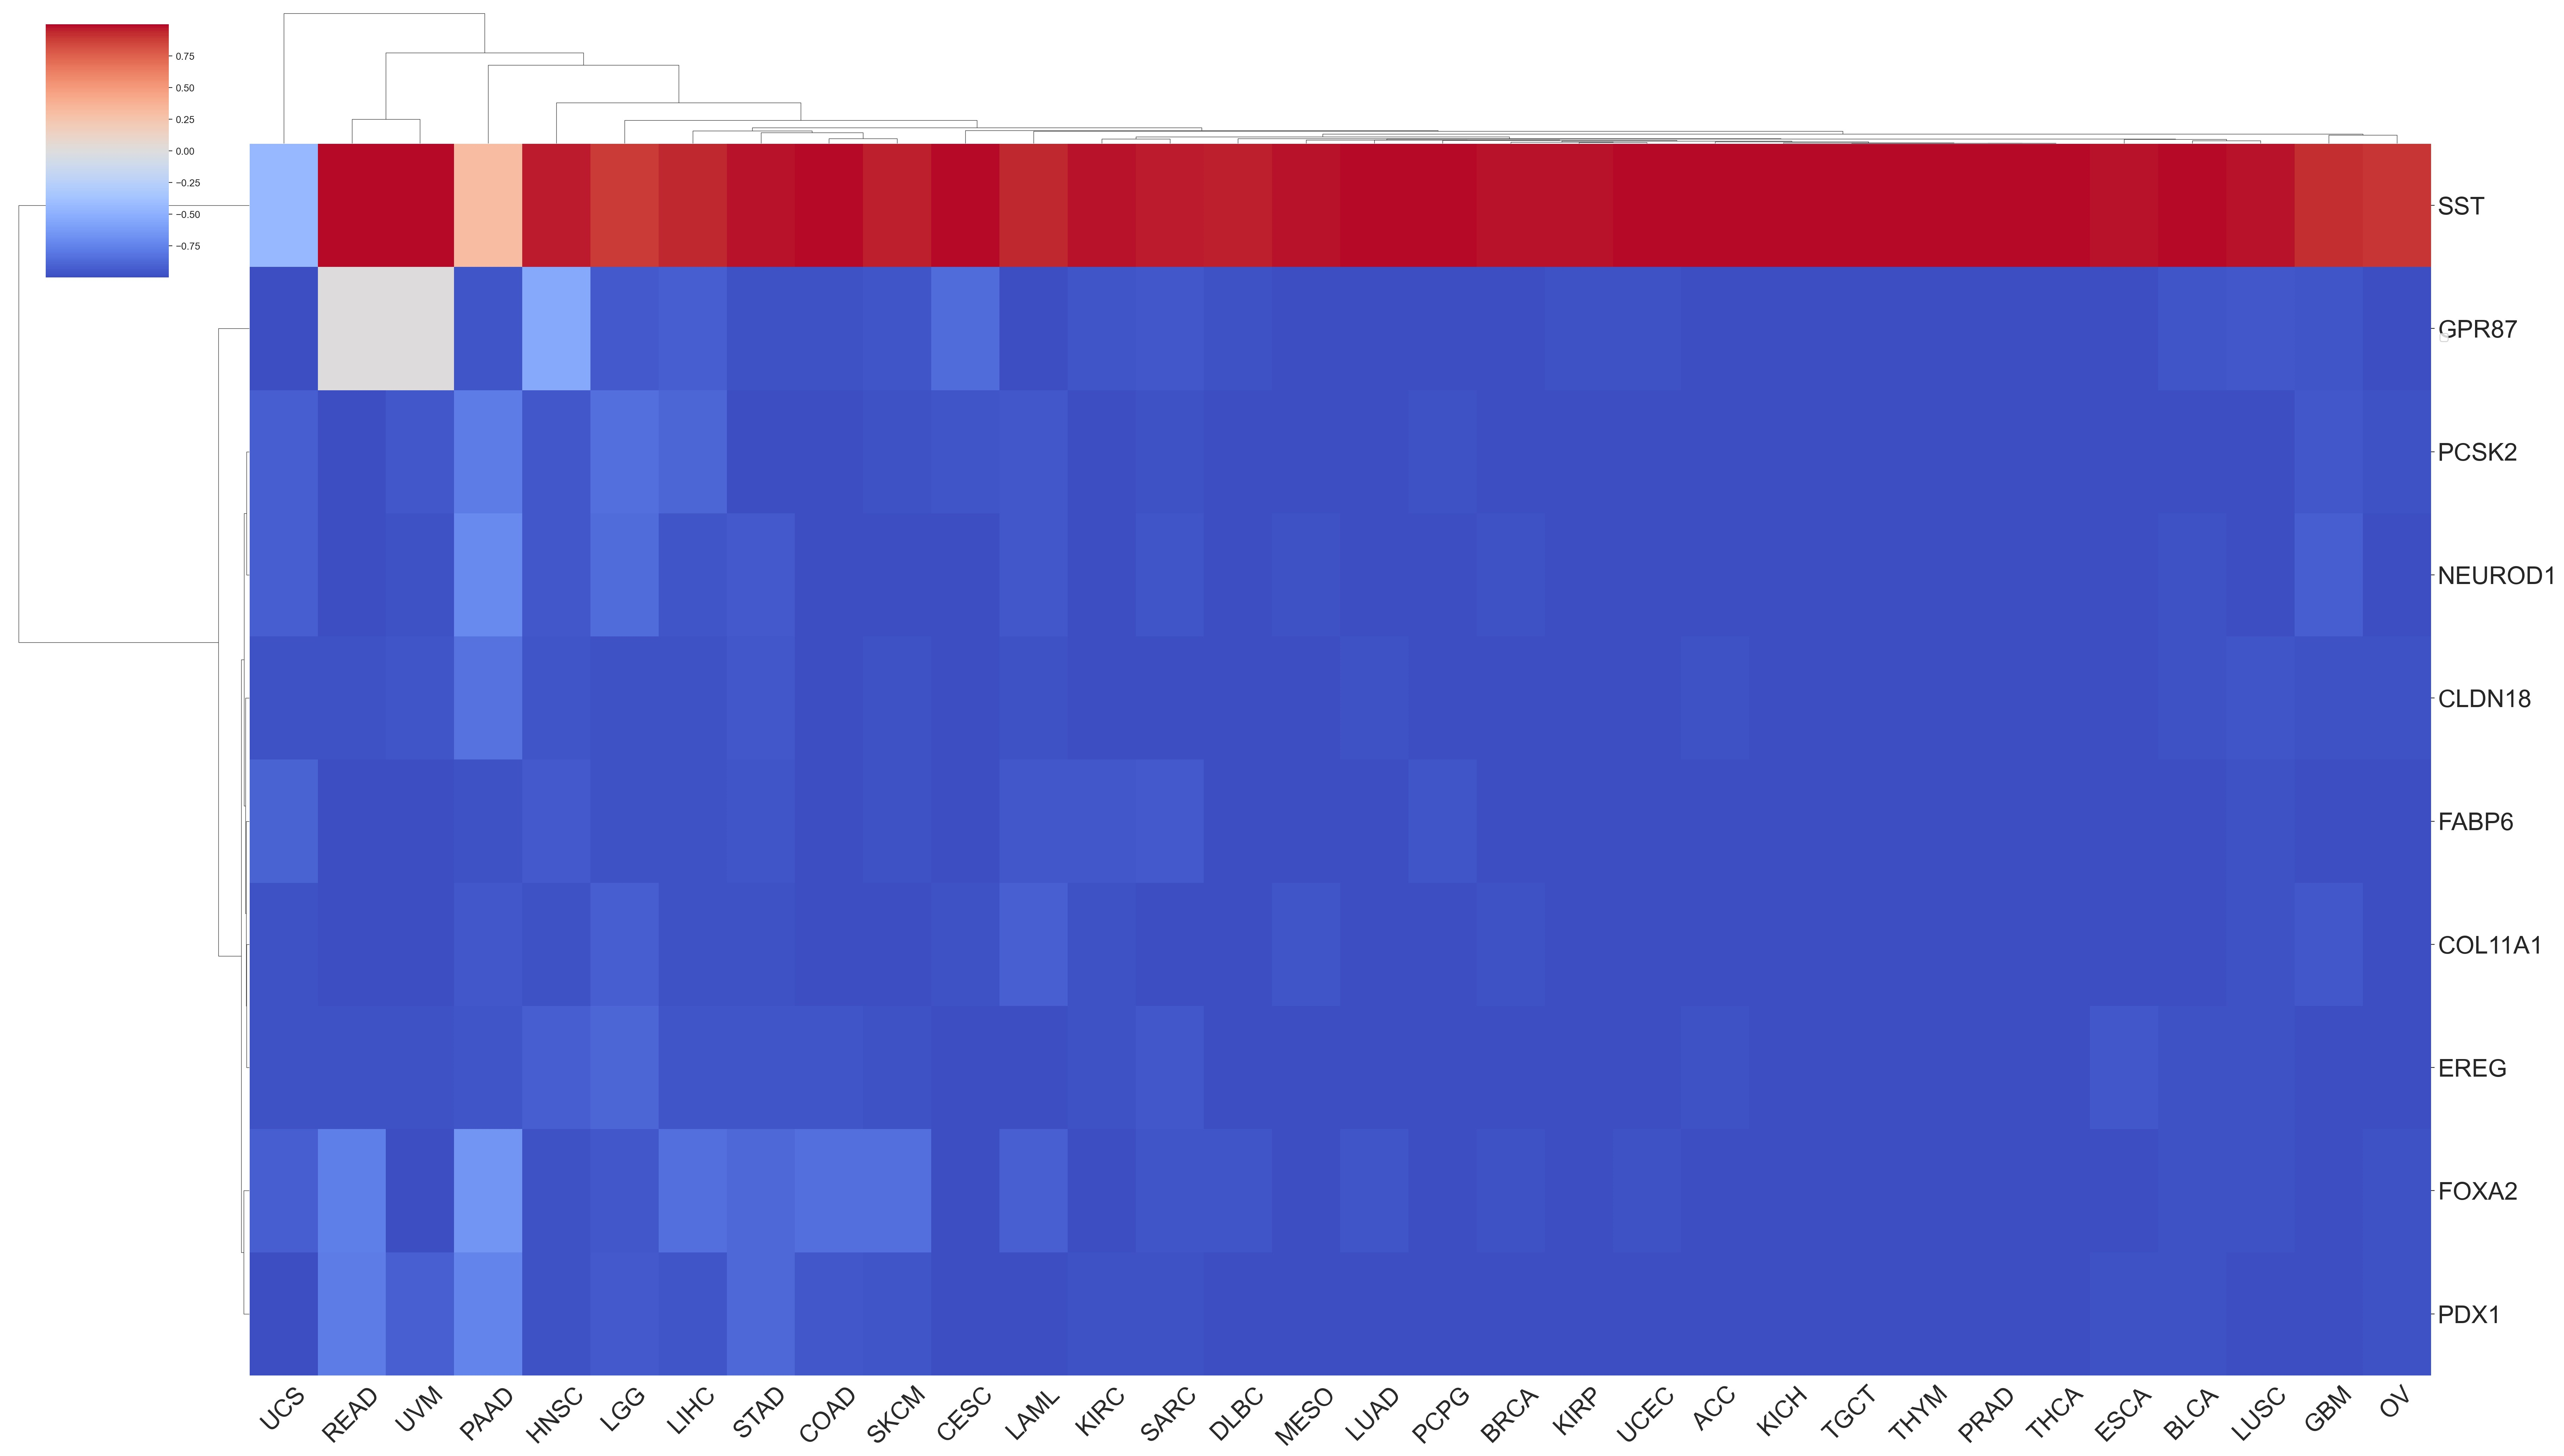 0.75
0.50
0.25
0.00
−0.25
−0.50
−0.75
SST
GPR87
PCSK2
NEUROD1
CLDN18
FABP6
COL11A1
EREG
FOXA2
PDX1
UCS READ UVM PAAD HNSC LGG LIHC STAD COAD SKCM CESC LAML KIRC SARC DLBC MESO LUAD PCPG BRCA KIRP UCEC ACC KICH TGCT THYM PRAD THCA ESCA BLCA LUSC GBM OV